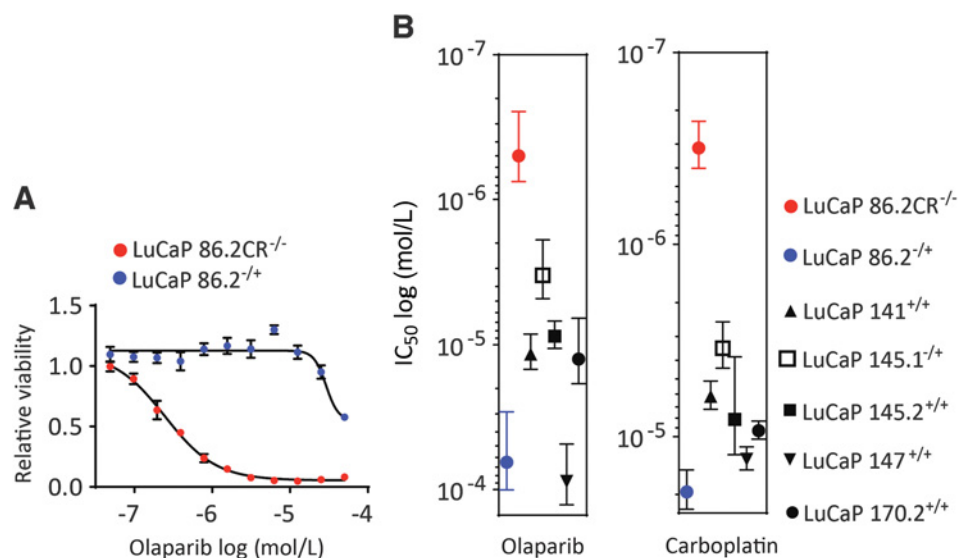 A
LuCaP 86.2CR-/-
LuCaP 86.2-/+
Relative viability
1.5
1.0
0.5
0.0
-7 -6 -5 -4
Olaparib log (mol/L)
B
IC50 log (mol/L)
10-7
10-6
10-5
10-4
Olaparib
10-7
10-6
10-5
Carboplatin
LuCaP 86.2CR-/-
LuCaP 86.2-/+
LuCaP 141+/+
LuCaP 145.1-/+
LuCaP 145.2+/+
LuCaP 147+/+
LuCaP 170.2+/+